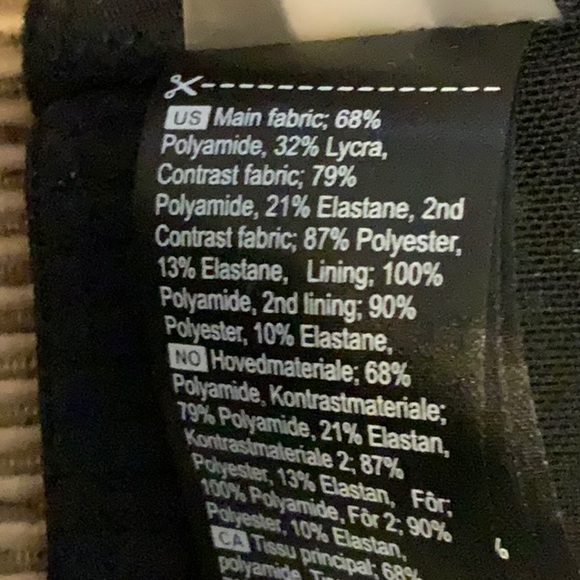 US Main fabric; 68%
Polyamide, 32% Lycra,
Contrast fabric; 79%
Polyamide, 21% Elastane, 2nd
Contrast fabric; 87% Polyester,
13% Elastane, Lining; 100%
Polyamide, 2nd lining; 90%
Polyester, 10% Elastane,
NO Hovedmateriale; 68%
Polyamide, Kontrastmateriale;
79% Polyamide, 21% Elastan,
Kontrastmateriale 2; 87%
Polyester, 13% Elastan, Fôr;
100% Polyamide, Fôr 2; 90%
Polyester, 10% Elastan,
CA Tissu principal; 68%
polyamide
6